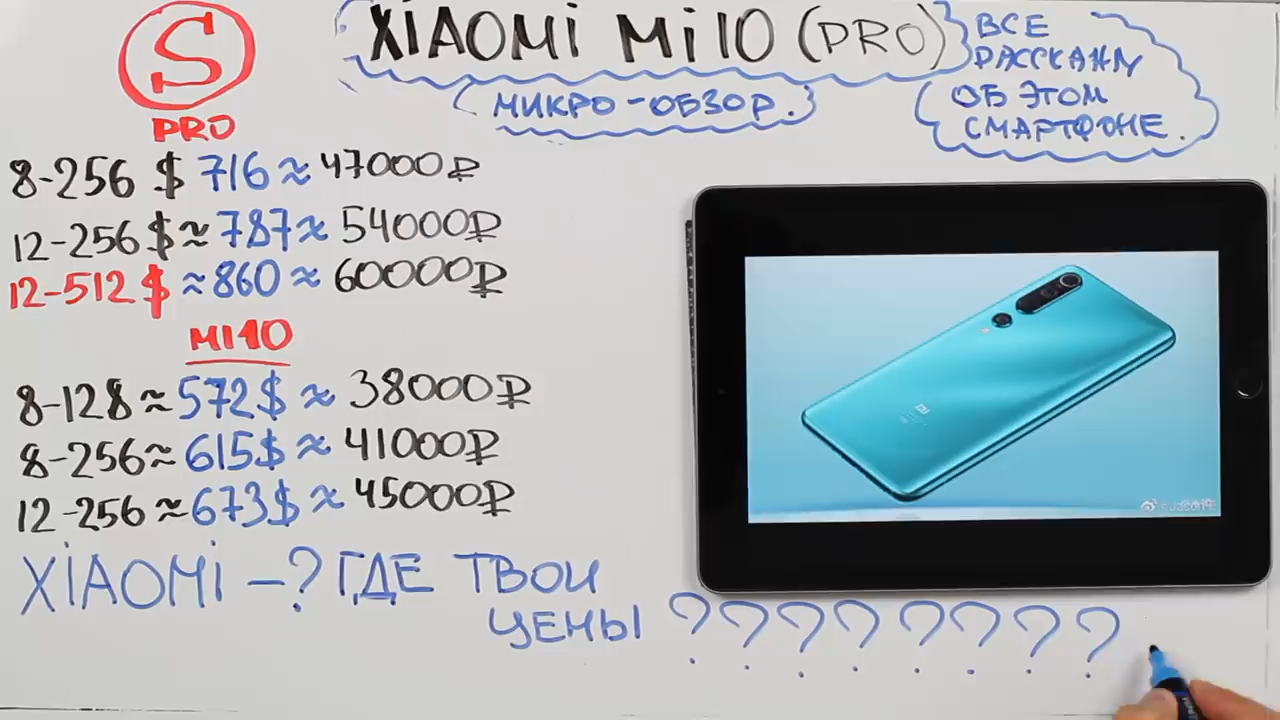 S
PRO
XIAOMI MI10 (PRO)
МИКРО-ОБЗОР.
ВСЕ
РАССКАЖУ
ОБ ЭТОМ
СМАРТФОНЕ.
8-256 $ 716 ≈ 47000₽
12-256 $ ≈ 787 ≈ 54000₽
12-512 $ ≈ 860 ≈ 60000₽
MI10
8-128 ≈ 572$ ≈ 38000₽
8-256 ≈ 615$ ≈ 41000₽
12-256 ≈ 673$ ≈ 45000₽
XIAOMI -? ГДЕ ТВОИ
ЦЕНЫ ????????